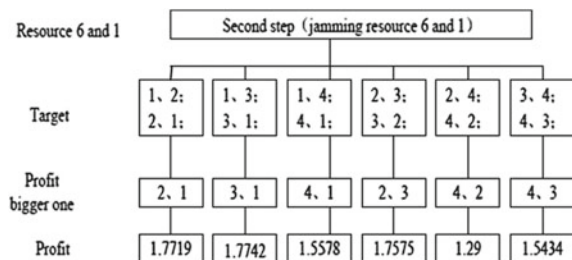 Resource 6 and 1
Second step (jamming resource 6 and 1)
Target
1、2; 1、3; 1、4; 2、3; 2、4; 3、4;
2、1; 3、1; 4、1; 3、2; 4、2; 4、3;
Profit
bigger one
2、1 3、1 4、1 2、3 4、2 4、3
Profit
1.7719 1.7742 1.5578 1.7575 1.29 1.5434